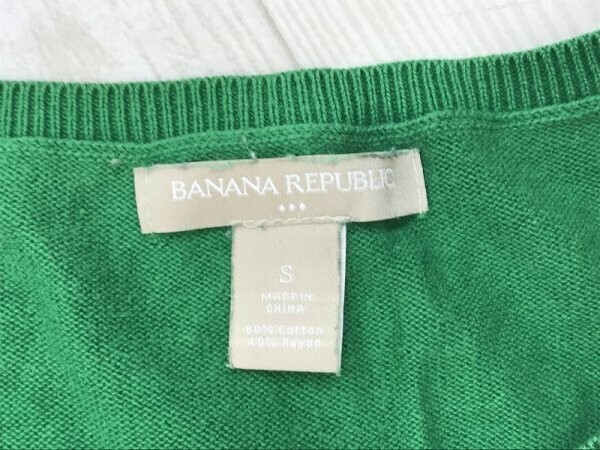 BANANA REPUBLIC
S
MADE IN
CHINA
60% Cotton
40% Rayon